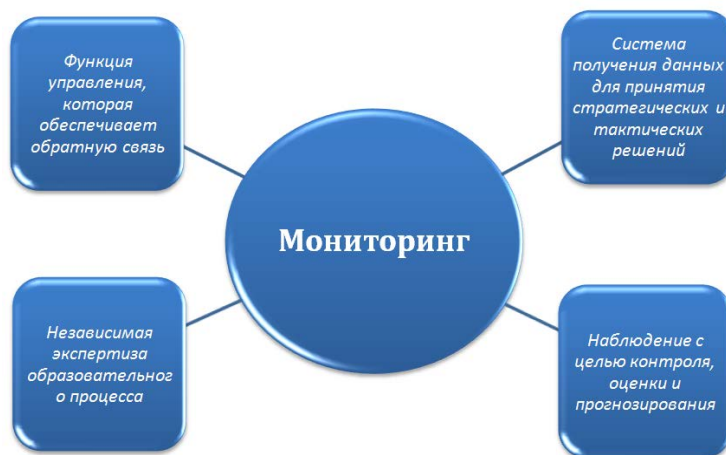 Функция
управления,
которая
обеспечивает
обратную связь
Система
получения данных
для принятия
стратегических и
тактических
решений
Мониторинг
Независимая
экспертиза
образовательног
о процесса
Наблюдение с
целью контроля,
оценки и
прогнозирования